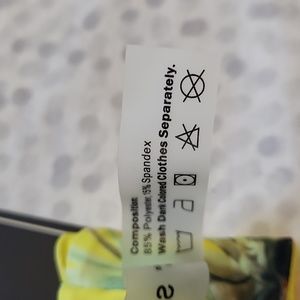 Composition
85% Polyester,15% Spandex
Wash Dark Colored Clothes Separately.
S